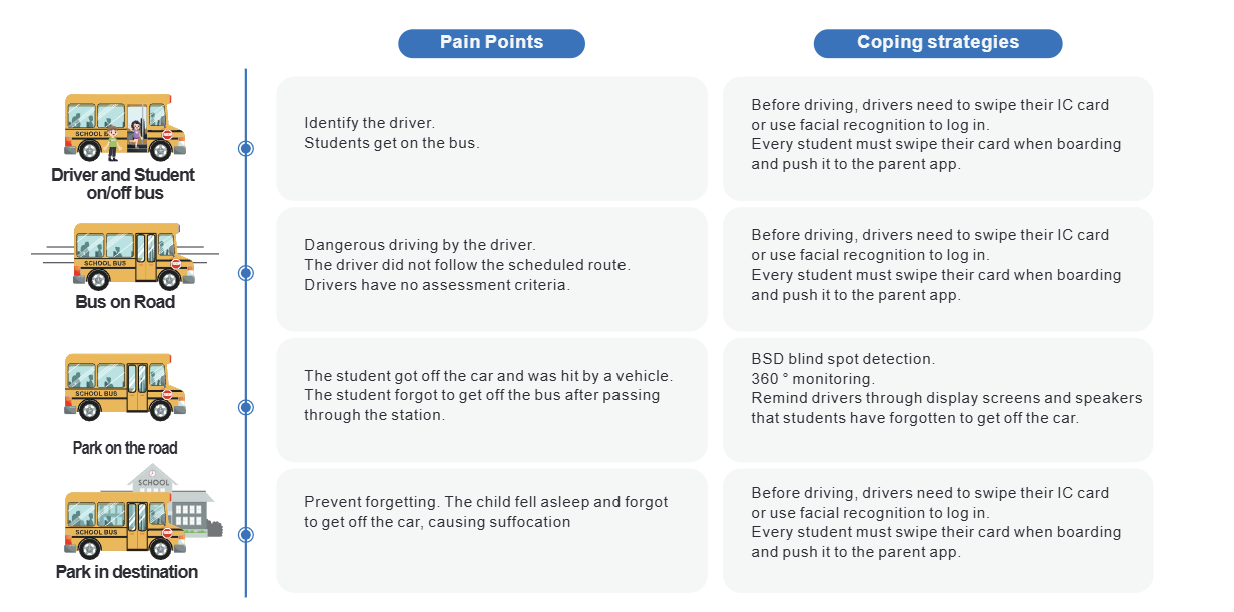 Pain Points
Coping strategies
SCHOOL BUS
Driver and Student
on/off bus
Identify the driver.
Students get on the bus.
Before driving, drivers need to swipe their IC card
or use facial recognition to log in.
Every student must swipe their card when boarding
and push it to the parent app.
SCHOOL BUS
Bus on Road
Dangerous driving by the driver.
The driver did not follow the scheduled route.
Drivers have no assessment criteria.
Before driving, drivers need to swipe their IC card
or use facial recognition to log in.
Every student must swipe their card when boarding
and push it to the parent app.
SCHOOL BUS
Park on the road
The student got off the car and was hit by a vehicle.
The student forgot to get off the bus after passing
through the station.
BSD blind spot detection.
360 ° monitoring.
Remind drivers through display screens and speakers
that students have forgotten to get off the car.
SCHOOL
SCHOOL BUS
Park in destination
Prevent forgetting. The child fell asleep and forgot
to get off the car, causing suffocation
Before driving, drivers need to swipe their IC card
or use facial recognition to log in.
Every student must swipe their card when boarding
and push it to the parent app.